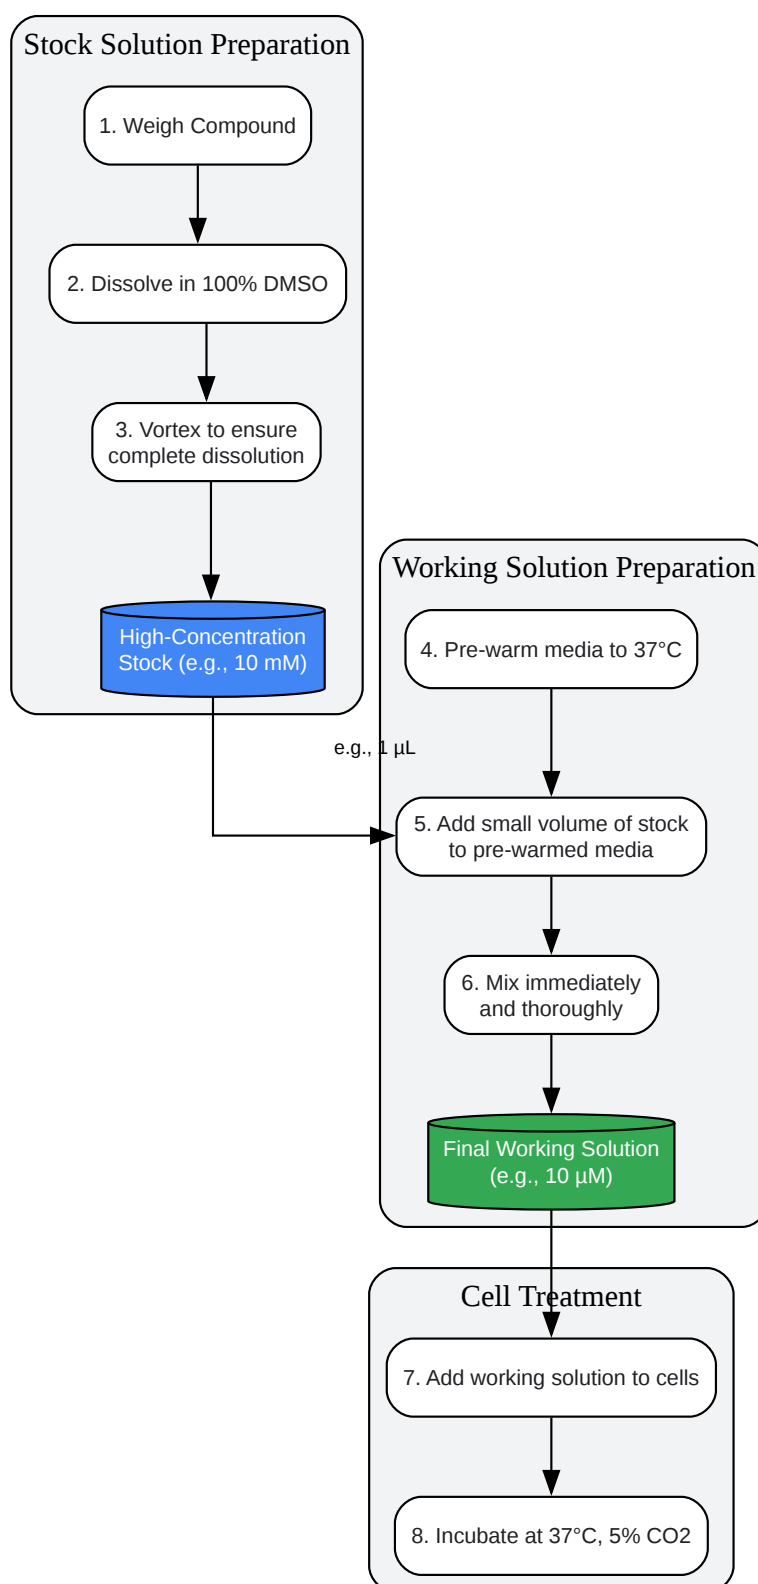 Stock Solution Preparation
1. Weigh Compound
2. Dissolve in 100% DMSO
3. Vortex to ensure
complete dissolution
High-Concentration
Stock (e.g., 10 mM)
e.g., 1 µL
Working Solution Preparation
4. Pre-warm media to 37°C
5. Add small volume of stock
to pre-warmed media
6. Mix immediately
and thoroughly
Final Working Solution
(e.g., 10 µM)
Cell Treatment
7. Add working solution to cells
8. Incubate at 37°C, 5% CO2